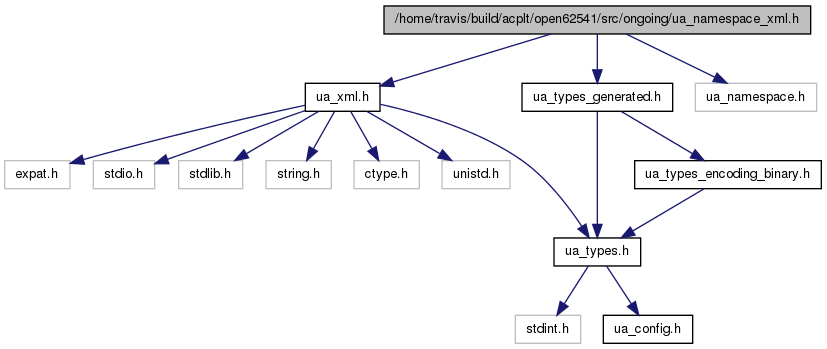 /home/travis/build/acplt/open62541/src/ongoing/ua_namespace_xml.h
ua_xml.h
ua_types_generated.h
ua_namespace.h
expat.h
stdio.h
stdlib.h
string.h
ctype.h
unistd.h
ua_types_encoding_binary.h
ua_types.h
stdint.h
ua_config.h